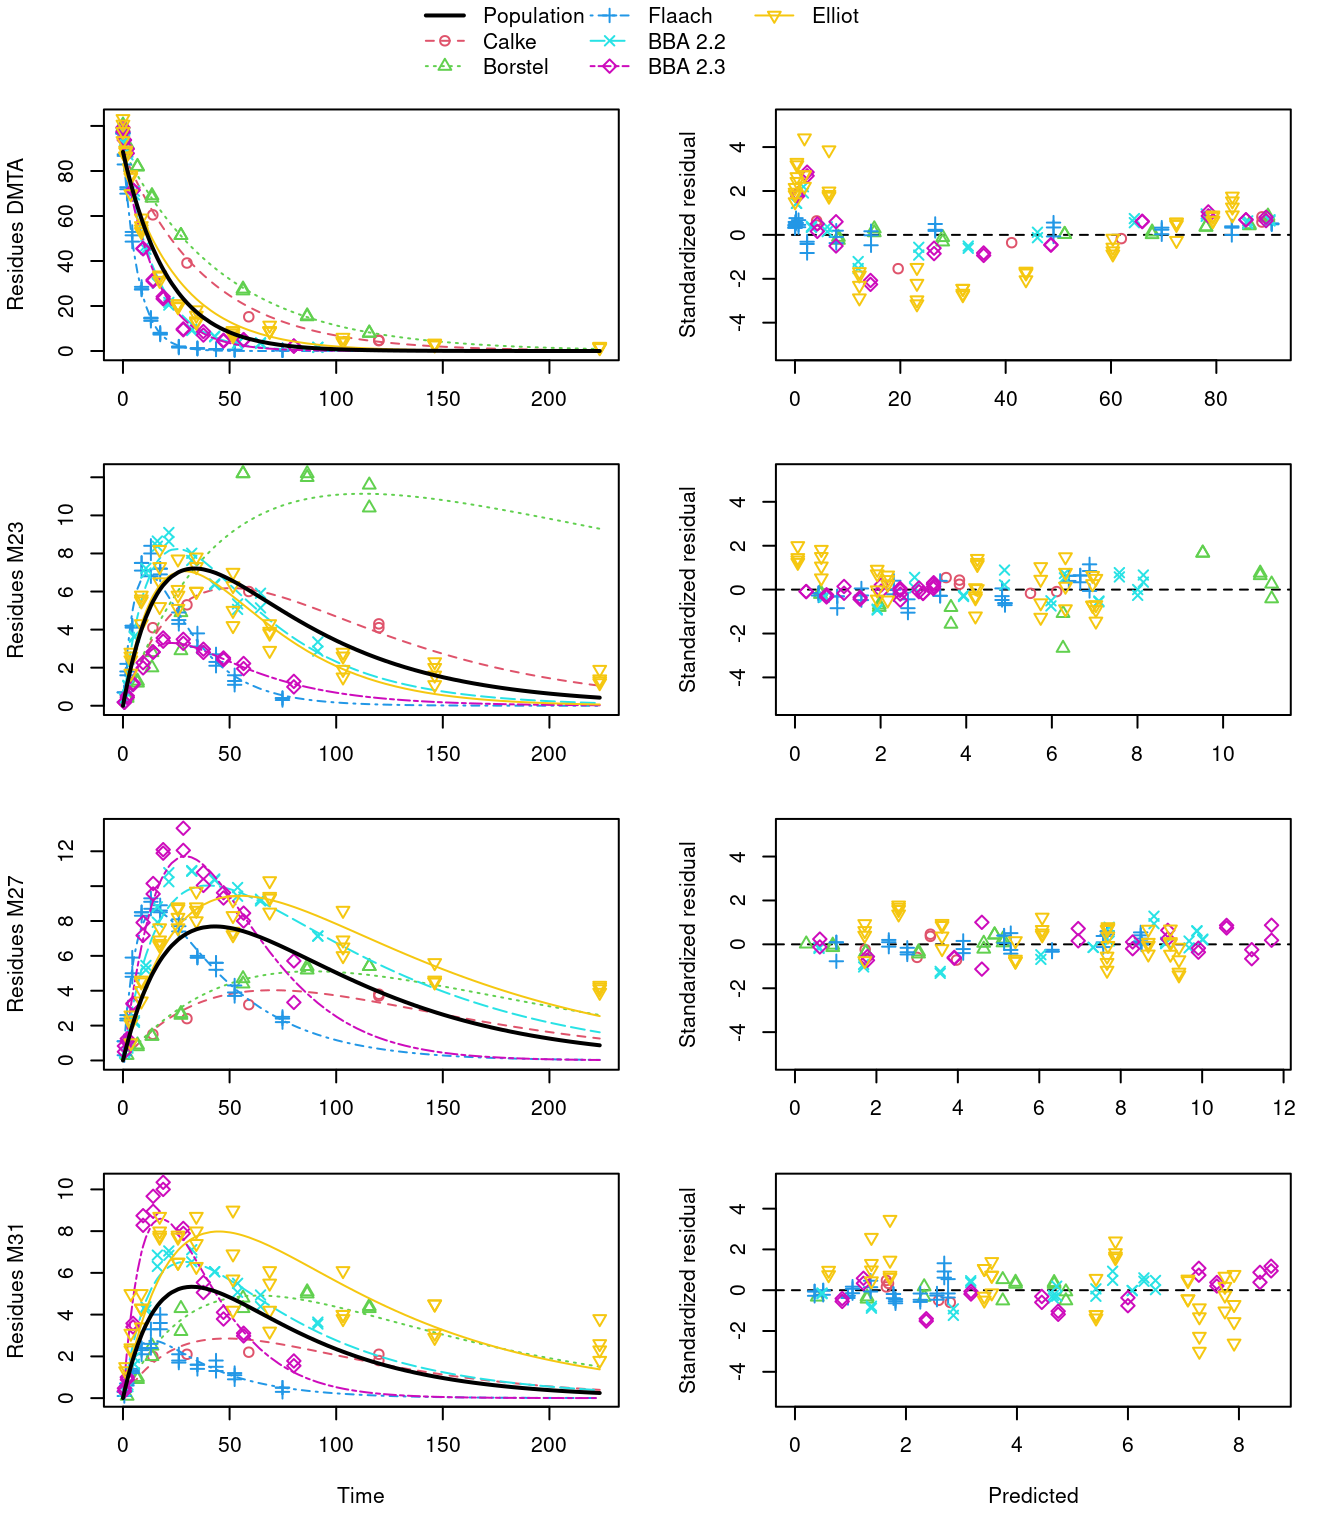 Population Flaach Elliot
Calke BBA 2.2
Borstel BBA 2.3
Residues DMTA
0 20 40 60 80
0 50 100 150 200
Standardized residual
-4 -2 0 2 4
0 20 40 60 80
Residues M23
0 2 4 6 8 10
0 50 100 150 200
Standardized residual
-4 -2 0 2 4
0 2 4 6 8 10
Residues M27
0 2 4 6 8 12
0 50 100 150 200
Standardized residual
-4 -2 0 2 4
0 2 4 6 8 10 12
Residues M31
0 2 4 6 8 10
0 50 100 150 200
Time
Standardized residual
-4 -2 0 2 4
0 2 4 6 8
Predicted